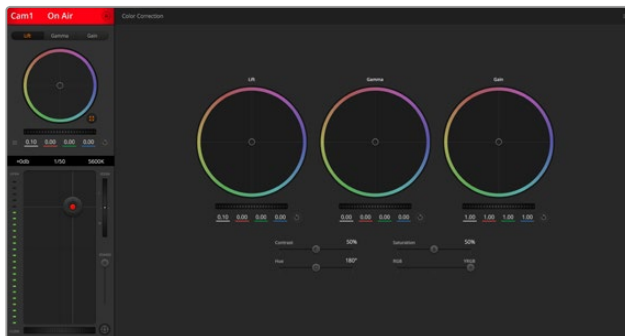 Cam1 On Air
Color Correction
Lift Gamma Gain
0.10 0.00 0.00 0.00
+0db 1/50 5600K
Lift
0.10 0.00 0.00 0.00
Gamma
0.00 0.00 0.00 0.00
Gain
1.00 1.00 1.00 1.00
Contrast 50%
Saturation 50%
Hue 180°
RGB YRGB